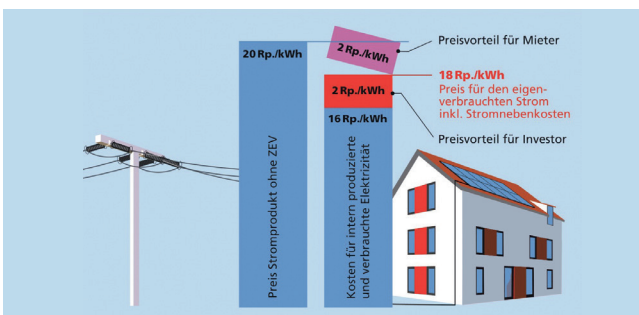 20 Rp./kWh
Preis Stromprodukt ohne ZEV
2 Rp./kWh
2 Rp./kWh
16 Rp./kWh
Kosten für intern produzierte
und verbrauchte Elektrizität
Preisvorteil für Mieter
18 Rp./kWh
Preis für den eigen-
verbrauchten Strom
inkl. Stromnebenkosten
Preisvorteil für Investor